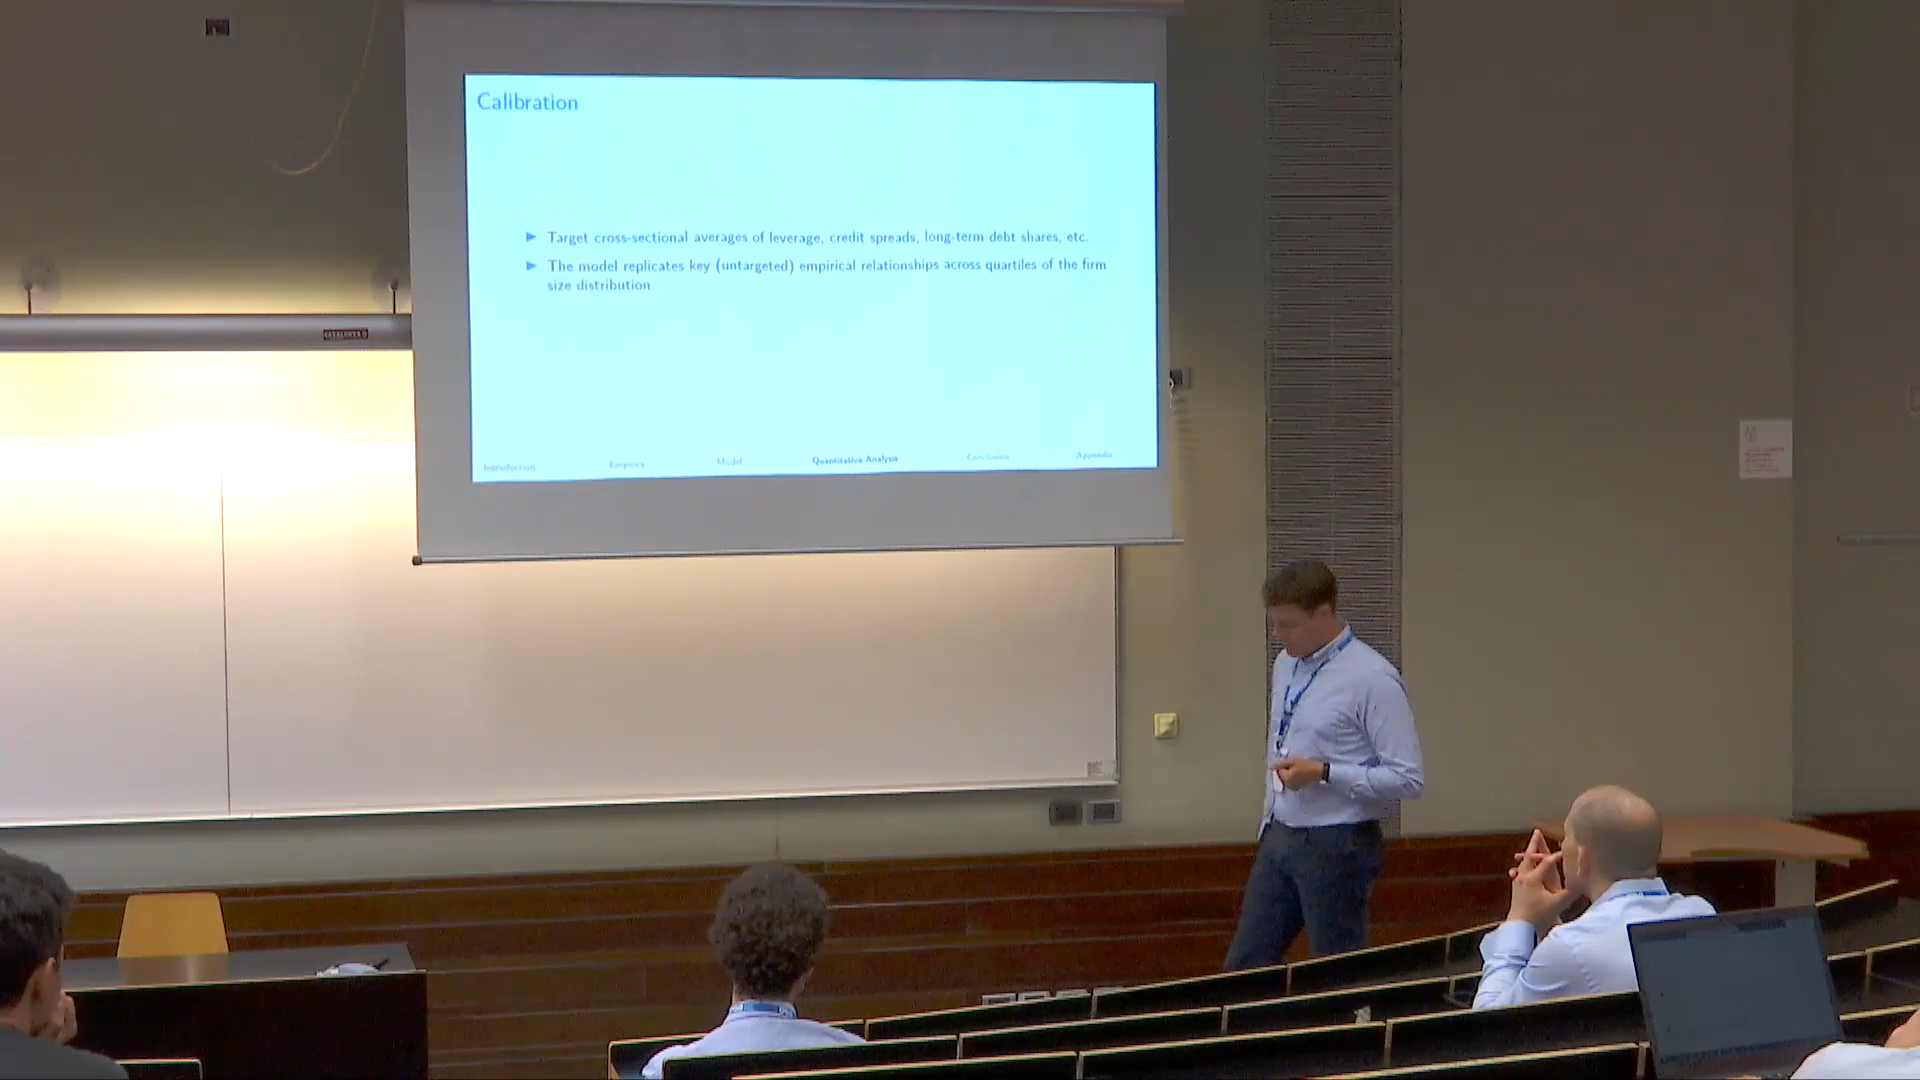 Calibration
► Target cross-sectional averages of leverage, credit spreads, long-term debt shares, etc.
► The model replicates key (untargeted) empirical relationships across quartiles of the firm
size distribution
Introduction Empirics Model Quantitative Analysis Conclusion Appendix